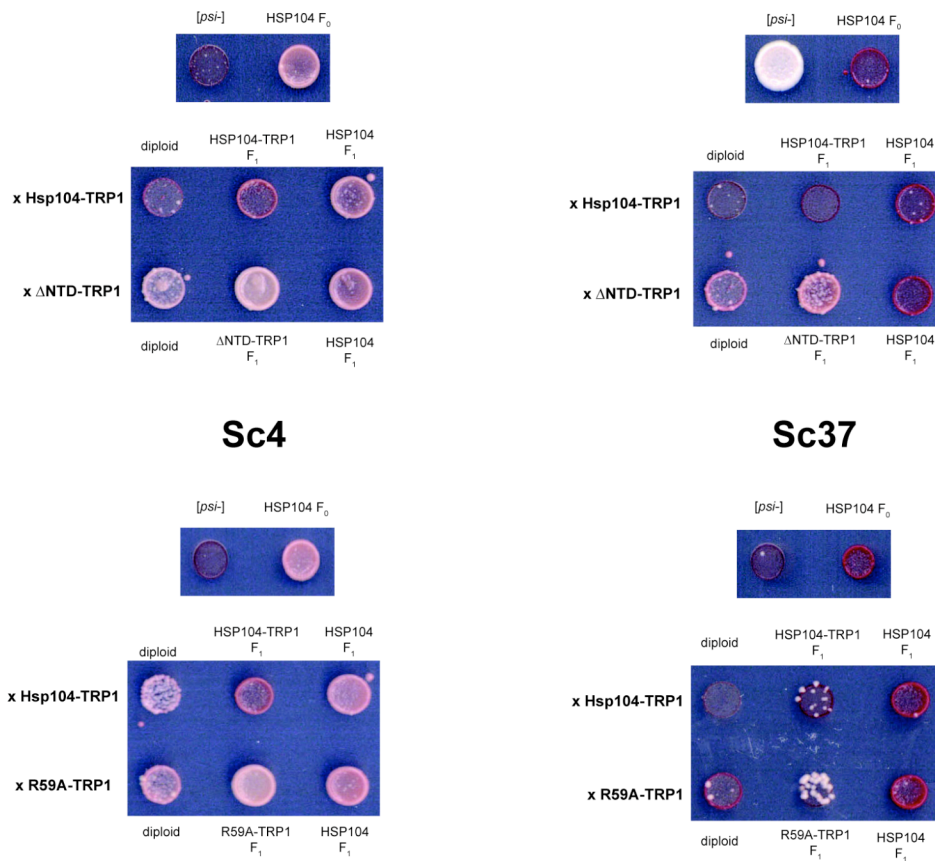 [psi-] HSP104 F0
[psi-] HSP104 F0
diploid HSP104-TRP1 F1 HSP104 F1
diploid HSP104-TRP1 F1 HSP104 F1
x Hsp104-TRP1
x ΔNTD-TRP1
x Hsp104-TRP1
x ΔNTD-TRP1
diploid ΔNTD-TRP1 F1 HSP104 F1
diploid ΔNTD-TRP1 F1 HSP104 F1
Sc4 Sc37
[psi-] HSP104 F0
[psi-] HSP104 F0
diploid HSP104-TRP1 F1 HSP104 F1
diploid HSP104-TRP1 F1 HSP104 F1
x Hsp104-TRP1
x R59A-TRP1
x Hsp104-TRP1
x R59A-TRP1
diploid R59A-TRP1 F1 HSP104 F1
diploid R59A-TRP1 F1 HSP104 F1